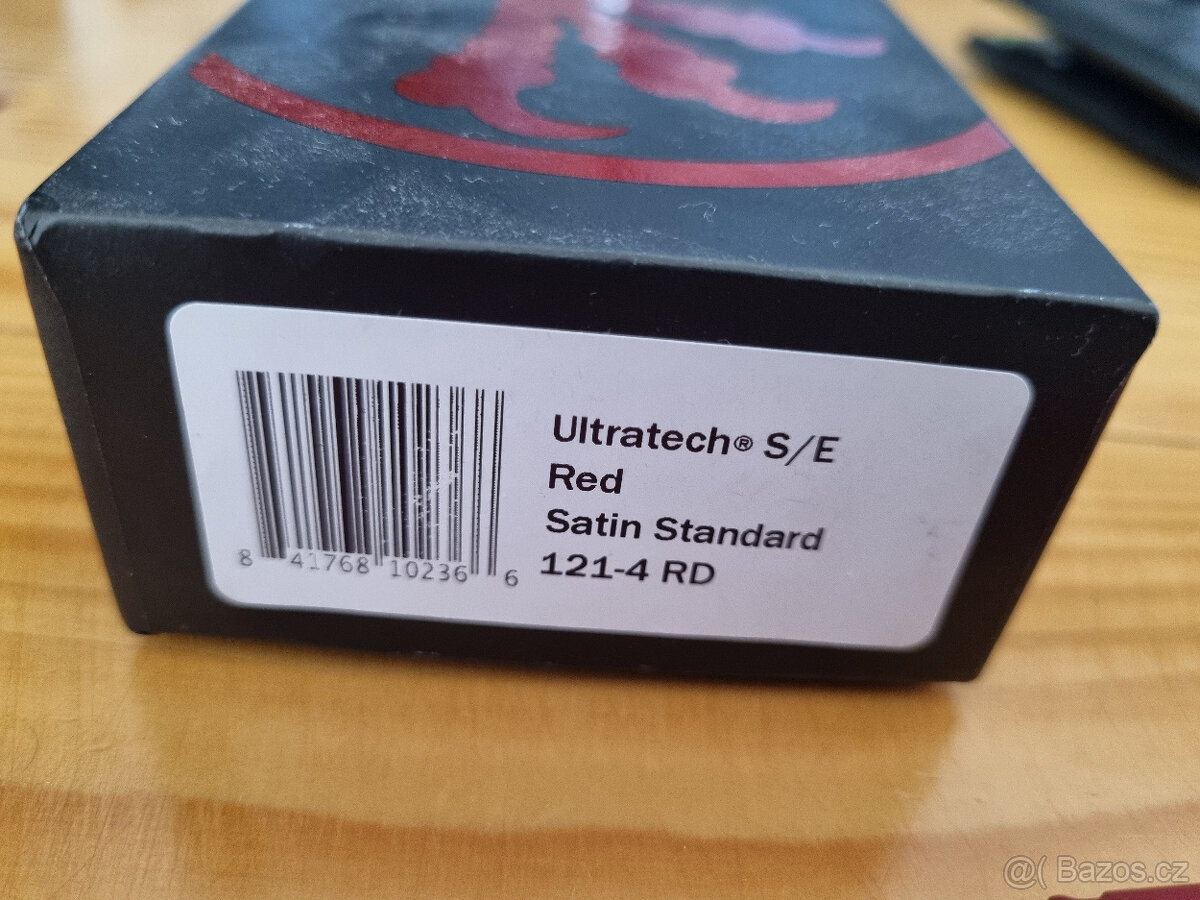 Ultratech® S/E
Red
Satin Standard
121-4 RD
8 41768 10236 6
@( Bazos.cz